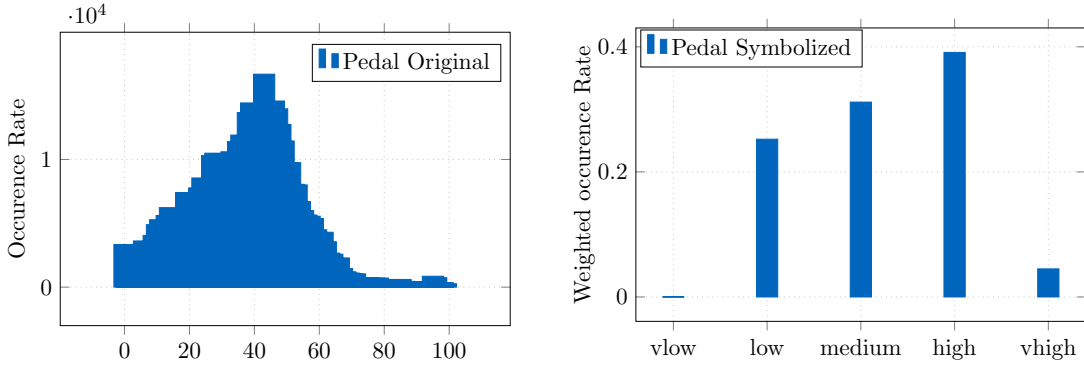 ·10⁴
Pedal Original
Occurence Rate
1
0
0 20 40 60 80 100
Pedal Symbolized
Weighted occurence Rate
0.4
0.2
0
vlow low medium high vhigh